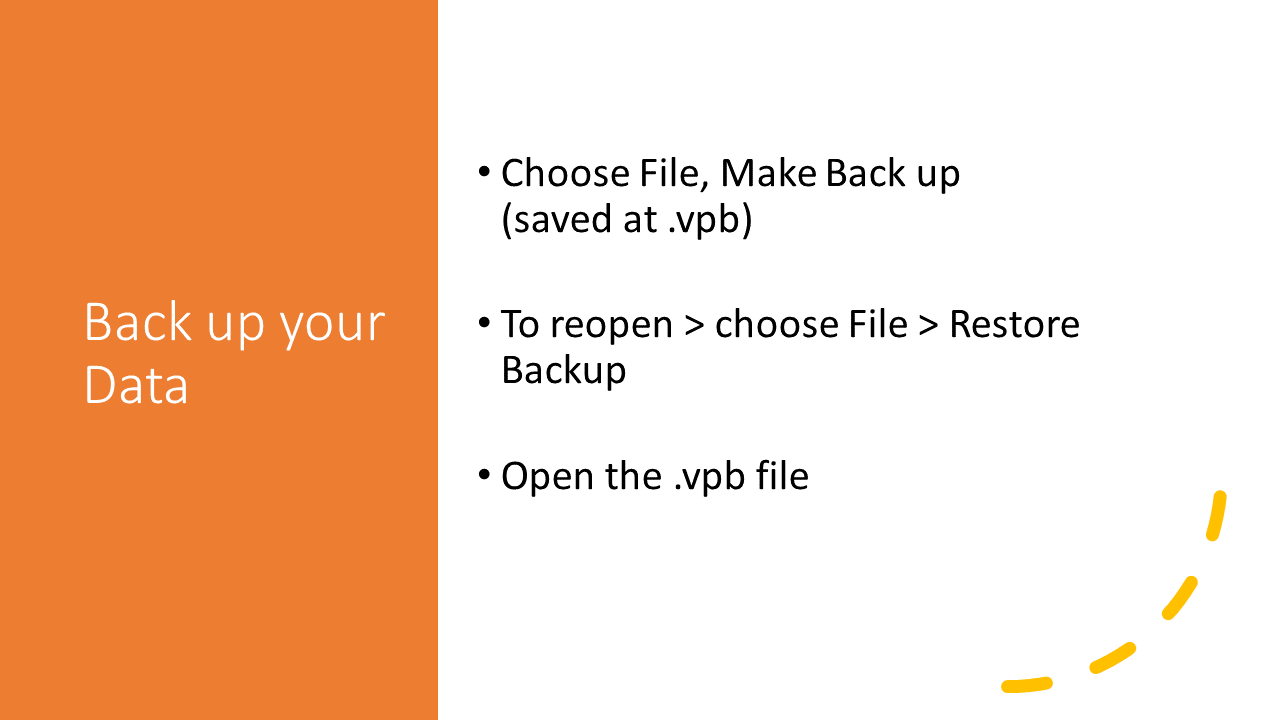 Back up your
Data
• Choose File, Make Back up
(saved at .vpb)
• To reopen > choose File > Restore
Backup
• Open the .vpb file